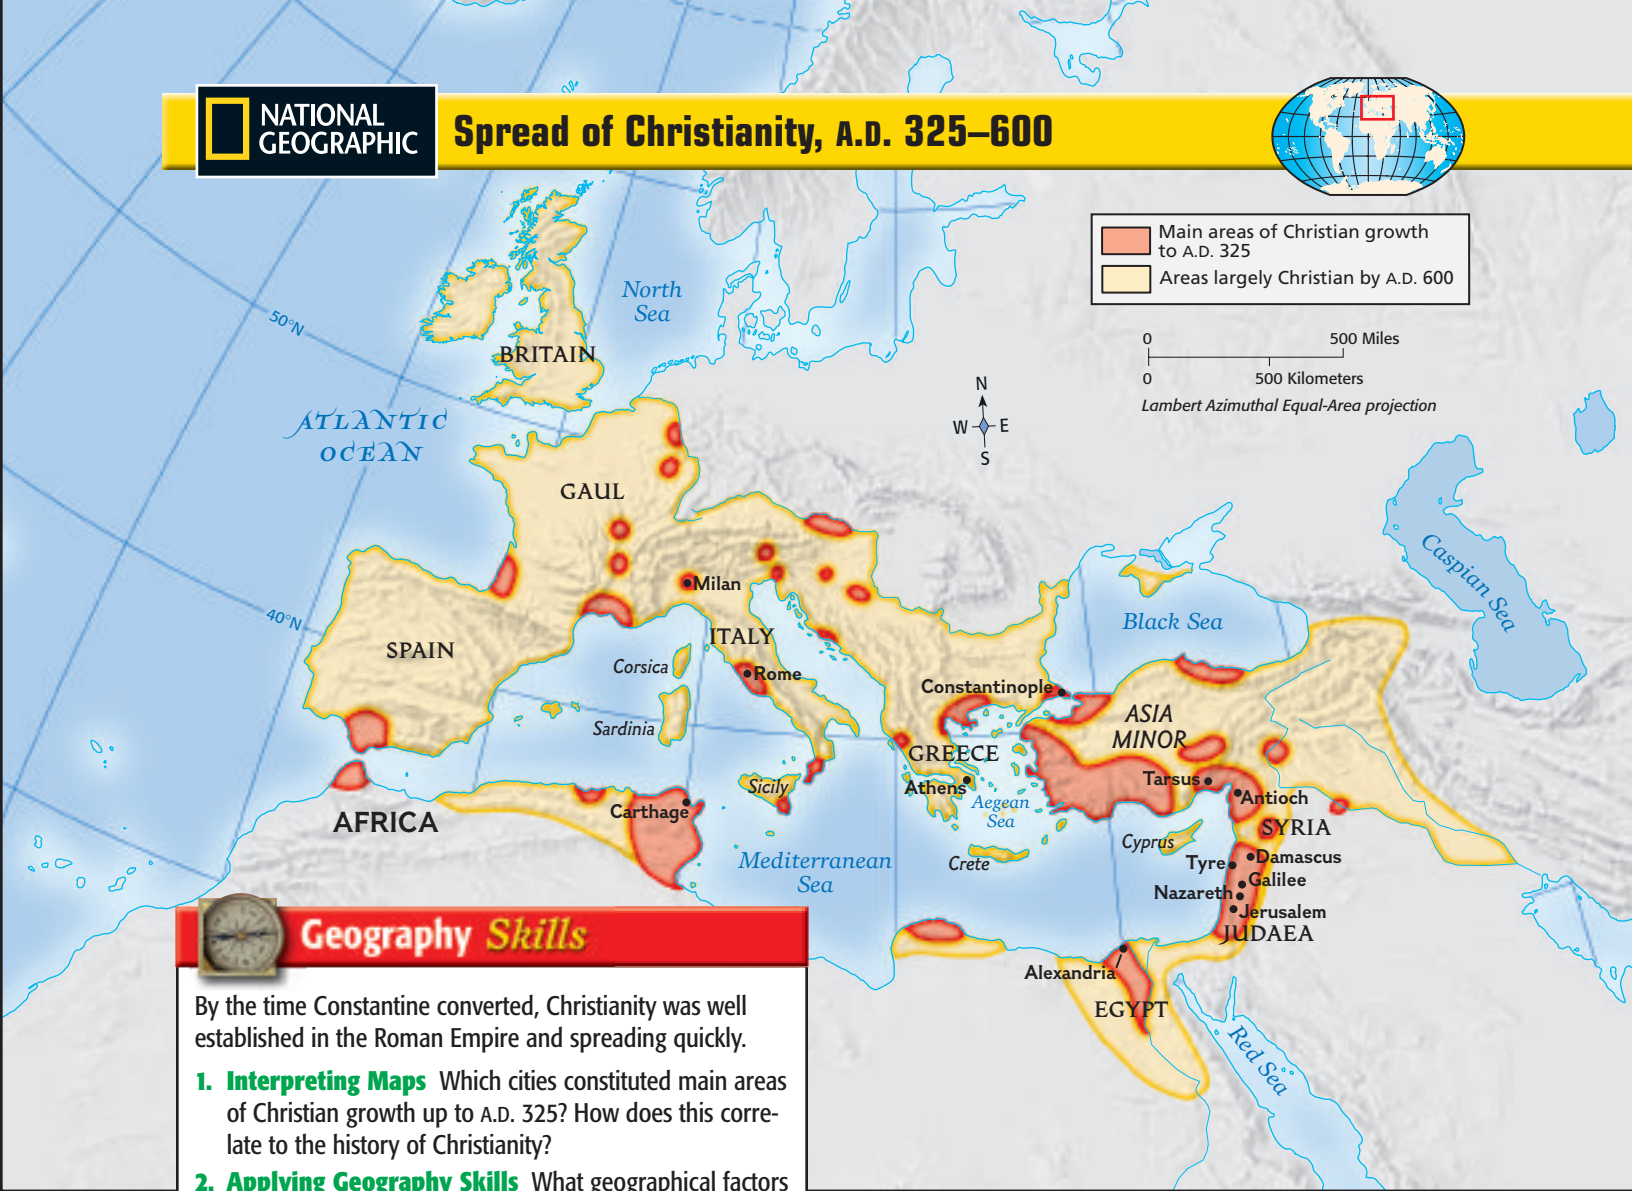 NATIONAL
GEOGRAPHIC
Spread of Christianity, A.D. 325–600
Main areas of Christian growth
to A.D. 325
Areas largely Christian by A.D. 600
0 500 Miles
0 500 Kilometers
Lambert Azimuthal Equal-Area projection
N
W E
S
50°N
40°N
North
Sea
BRITAIN
ATLANTIC
OCEAN
GAUL
Caspian Sea
Milan
Black Sea
ITALY
SPAIN
Corsica
Rome
Constantinople
Sardinia
ASIA
MINOR
GREECE
Tarsus
Sicily
Athens
Antioch
Aegean
Sea
Carthage
AFRICA
SYRIA
Cyprus
Crete
Mediterranean
Sea
Tyre
Damascus
Galilee
Nazareth
Jerusalem
JUDAEA
Alexandria
EGYPT
Red Sea
Geography Skills
By the time Constantine converted, Christianity was well
established in the Roman Empire and spreading quickly.
1. Interpreting Maps Which cities constituted main areas
of Christian growth up to A.D. 325? How does this corre-
late to the history of Christianity?
2. Applying Geography Skills What geographical factors